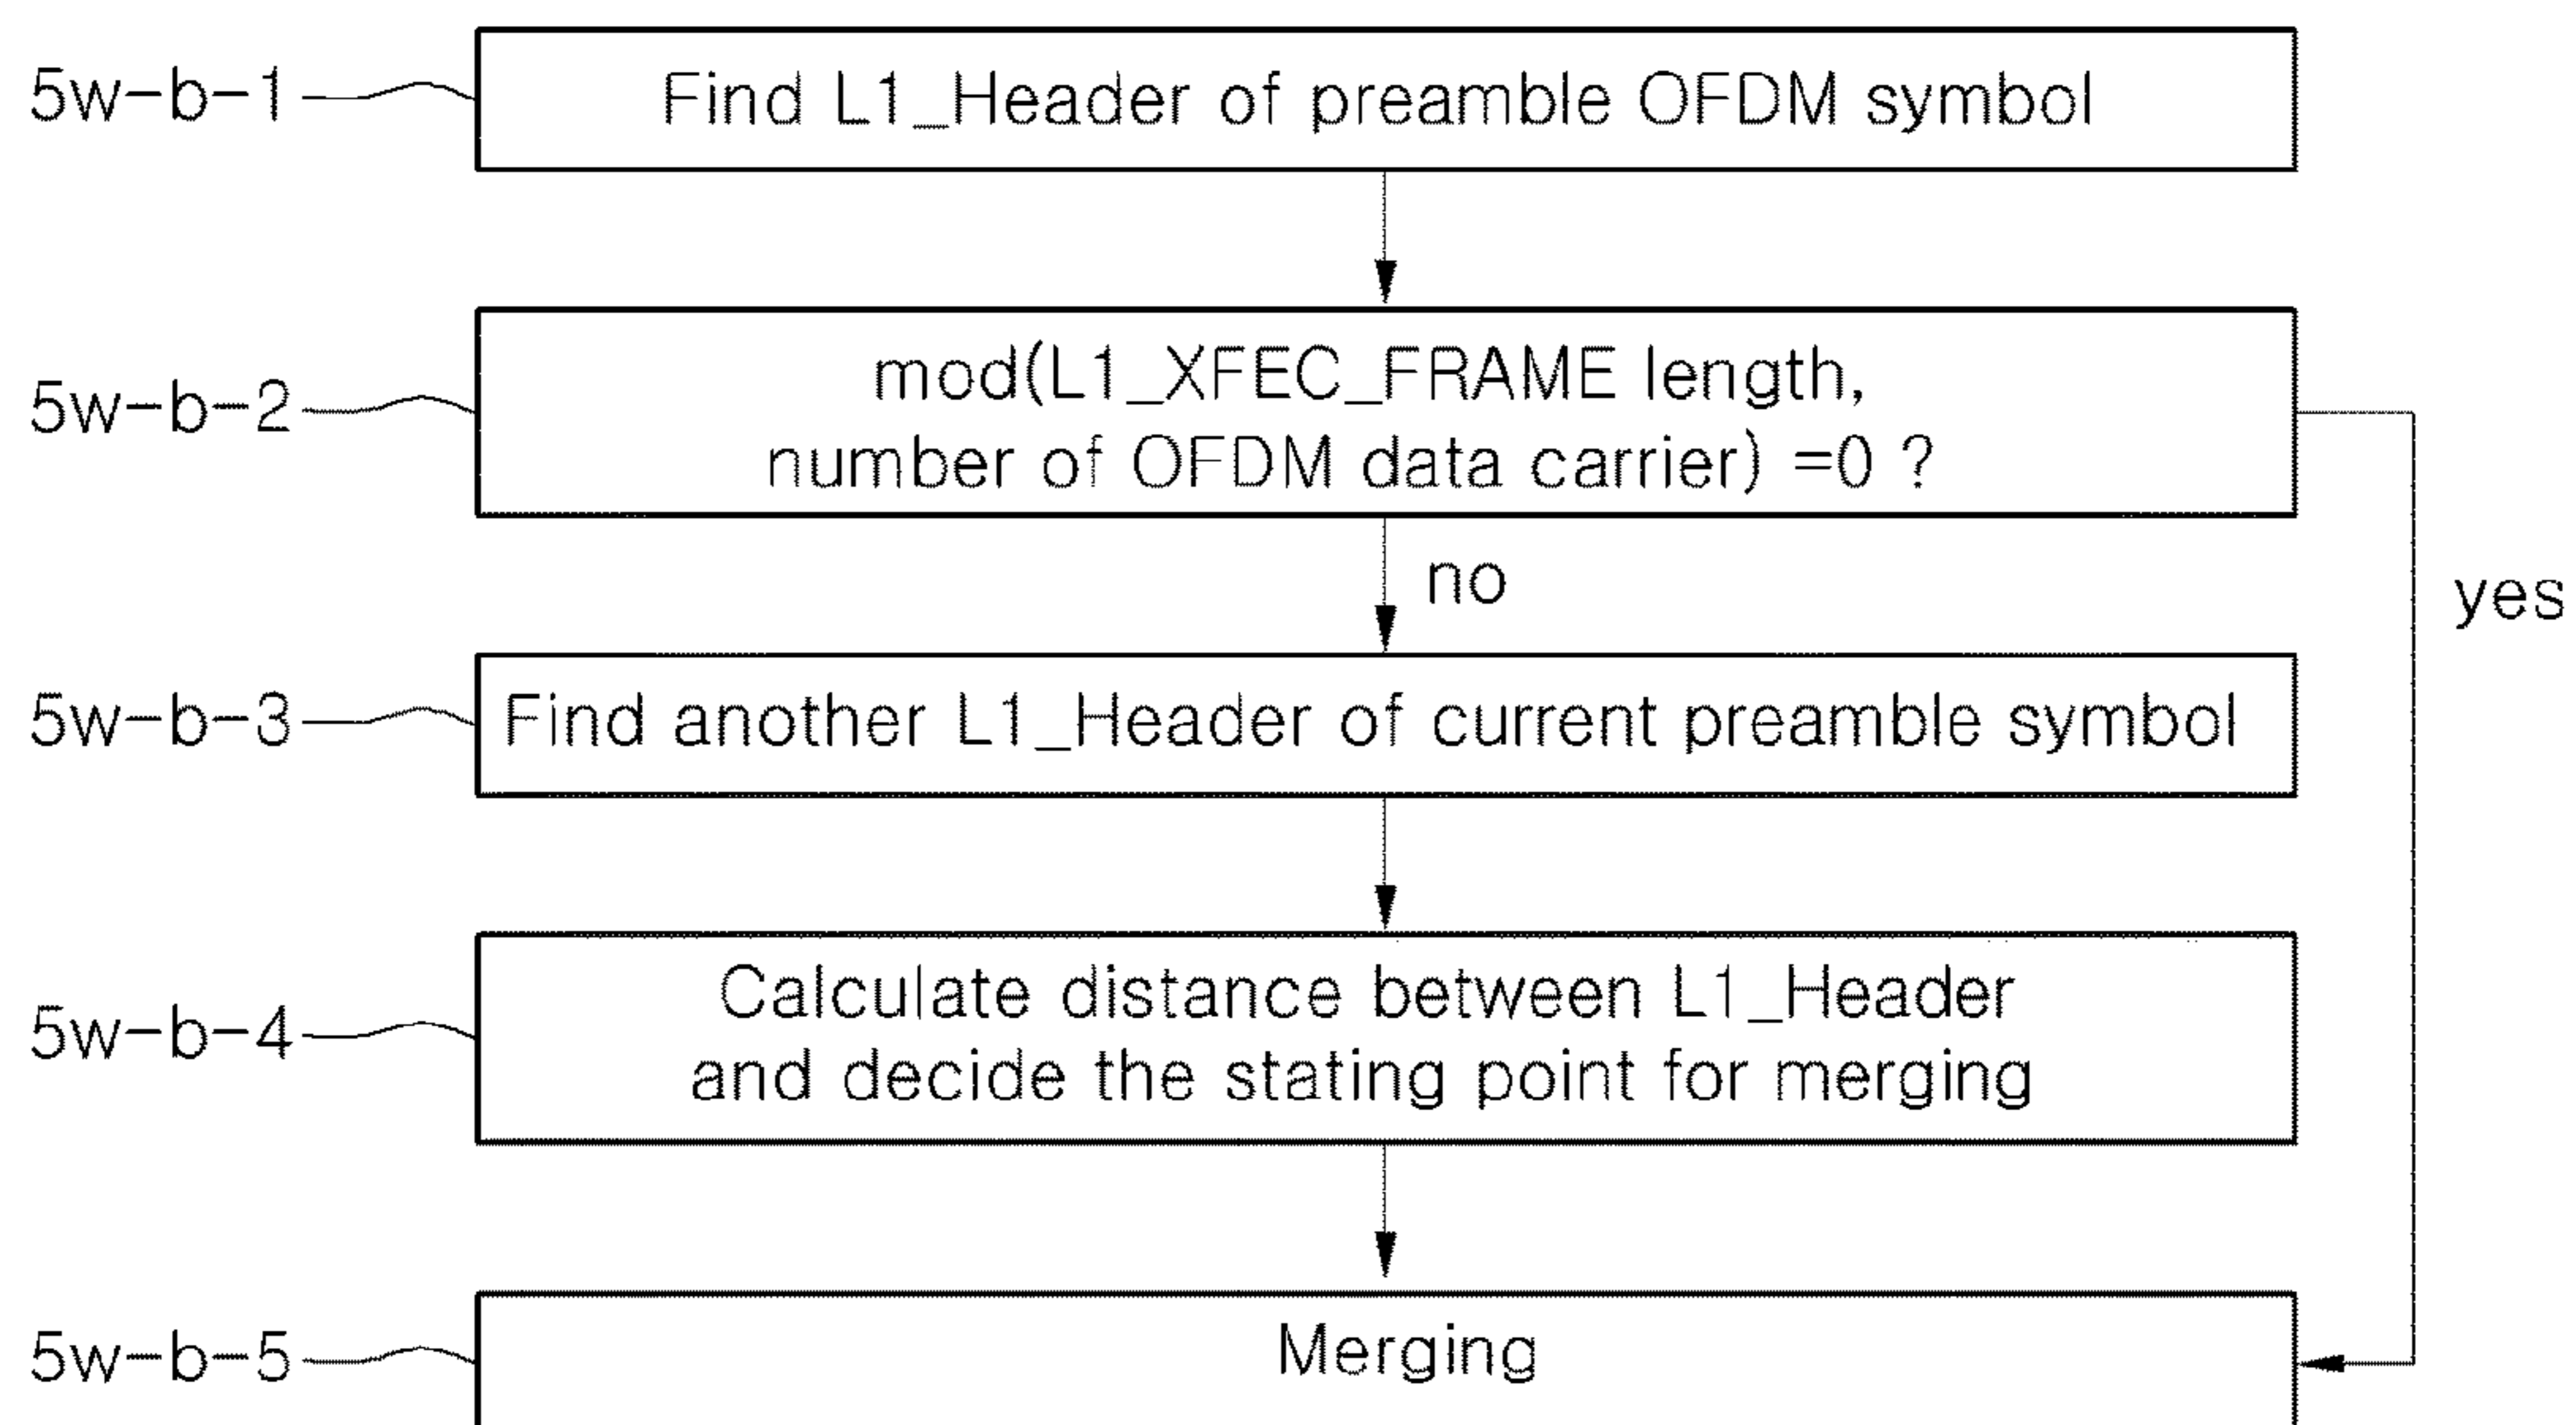 5w-b-1
Find L1_Header of preamble OFDM symbol
5w-b-2
mod(L1_XFEC_FRAME length,
number of OFDM data carrier) =0 ?
no
yes
5w-b-3
Find another L1_Header of current preamble symbol
5w-b-4
Calculate distance between L1_Header
and decide the stating point for merging
5w-b-5
Merging